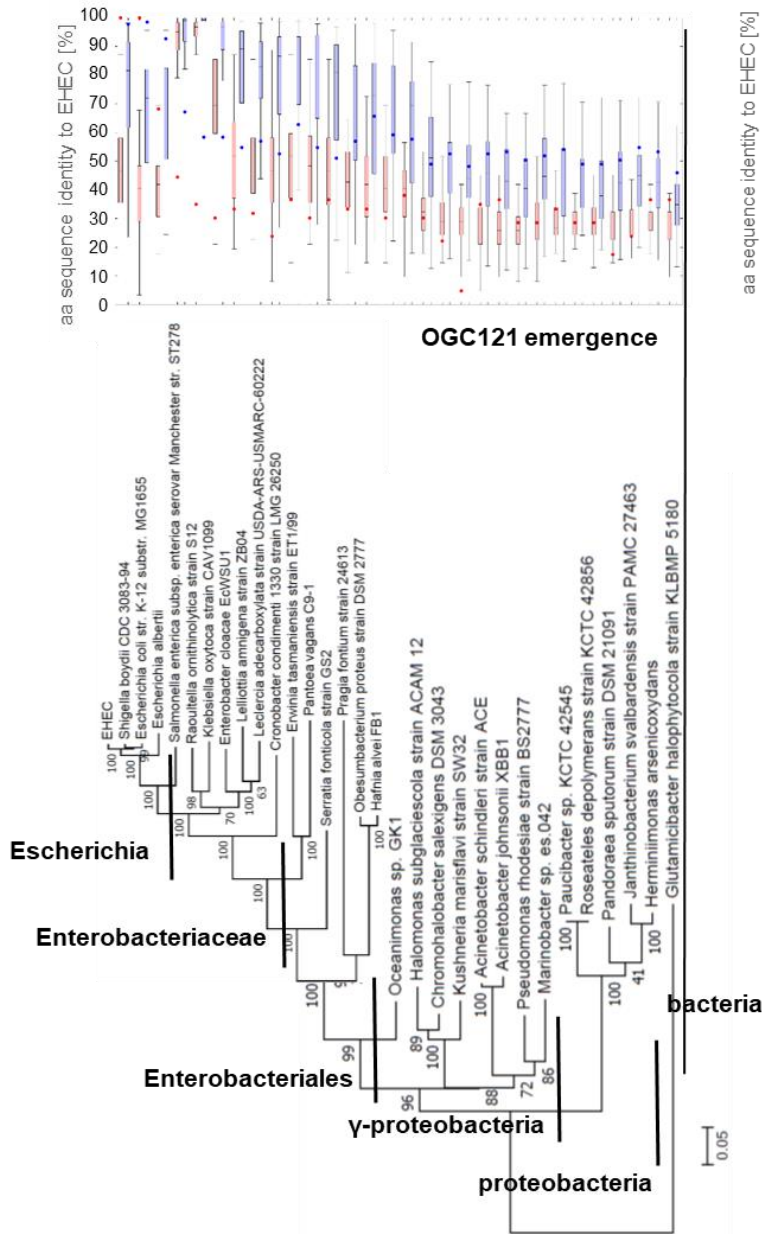 aa sequence identity to EHEC [%]
100
90
80
70
60
50
40
30
20
10
0
aa sequence identity to EHEC [%]
OGC121 emergence
EHEC
Shigella boydii CDC 3083-94
Escherichia coli str. K-12 substr. MG1655
Escherichia albertii
Salmonella enterica subsp. enterica serovar Manchester str. ST278
Raoultella ornithinolytica strain S12
Klebsiella oxytoca strain CAV1099
Enterobacter cloacae EcWSU1
Lelliottia amnigena strain ZB04
Leclercia adecarboxylata strain USDA-ARS-USMARC-60222
Cronobacter condimenti 1330 strain LMG 26250
Erwinia tasmaniensis strain ET1/99
Pantoea vagans C9-1
Serratia fonticola strain GS2
Pragia fontium strain 24613
Obesumbacterium proteus strain DSM 2777
Hafnia alvei FB1
Oceanimonas sp. GK1
Halomonas subglaciescola strain ACAM 12
Chromohalobacter salexigens DSM 3043
Kushneria marisflavi strain SW32
Acinetobacter schindleri strain ACE
Acinetobacter johnsonii XBB1
Pseudomonas rhodesiae strain BS2777
Marinobacter sp. es.042
Paucibacter sp. KCTC 42545
Roseateles depolymerans strain KCTC 42856
Pandoraea sputorum strain DSM 21091
Janthinobacterium svalbardensis strain PAMC 27463
Herminiimonas arsenicoxydans
Glutamicibacter halophytocola strain KLBMP 5180
100
100
99
100
98
100
70
100
63
100
100
100
100
100
100
100
99
89
100
100
96
88
72
86
100
100
41
100
Escherichia
Enterobacteriaceae
Enterobacteriales
γ-proteobacteria
proteobacteria
bacteria
0.05